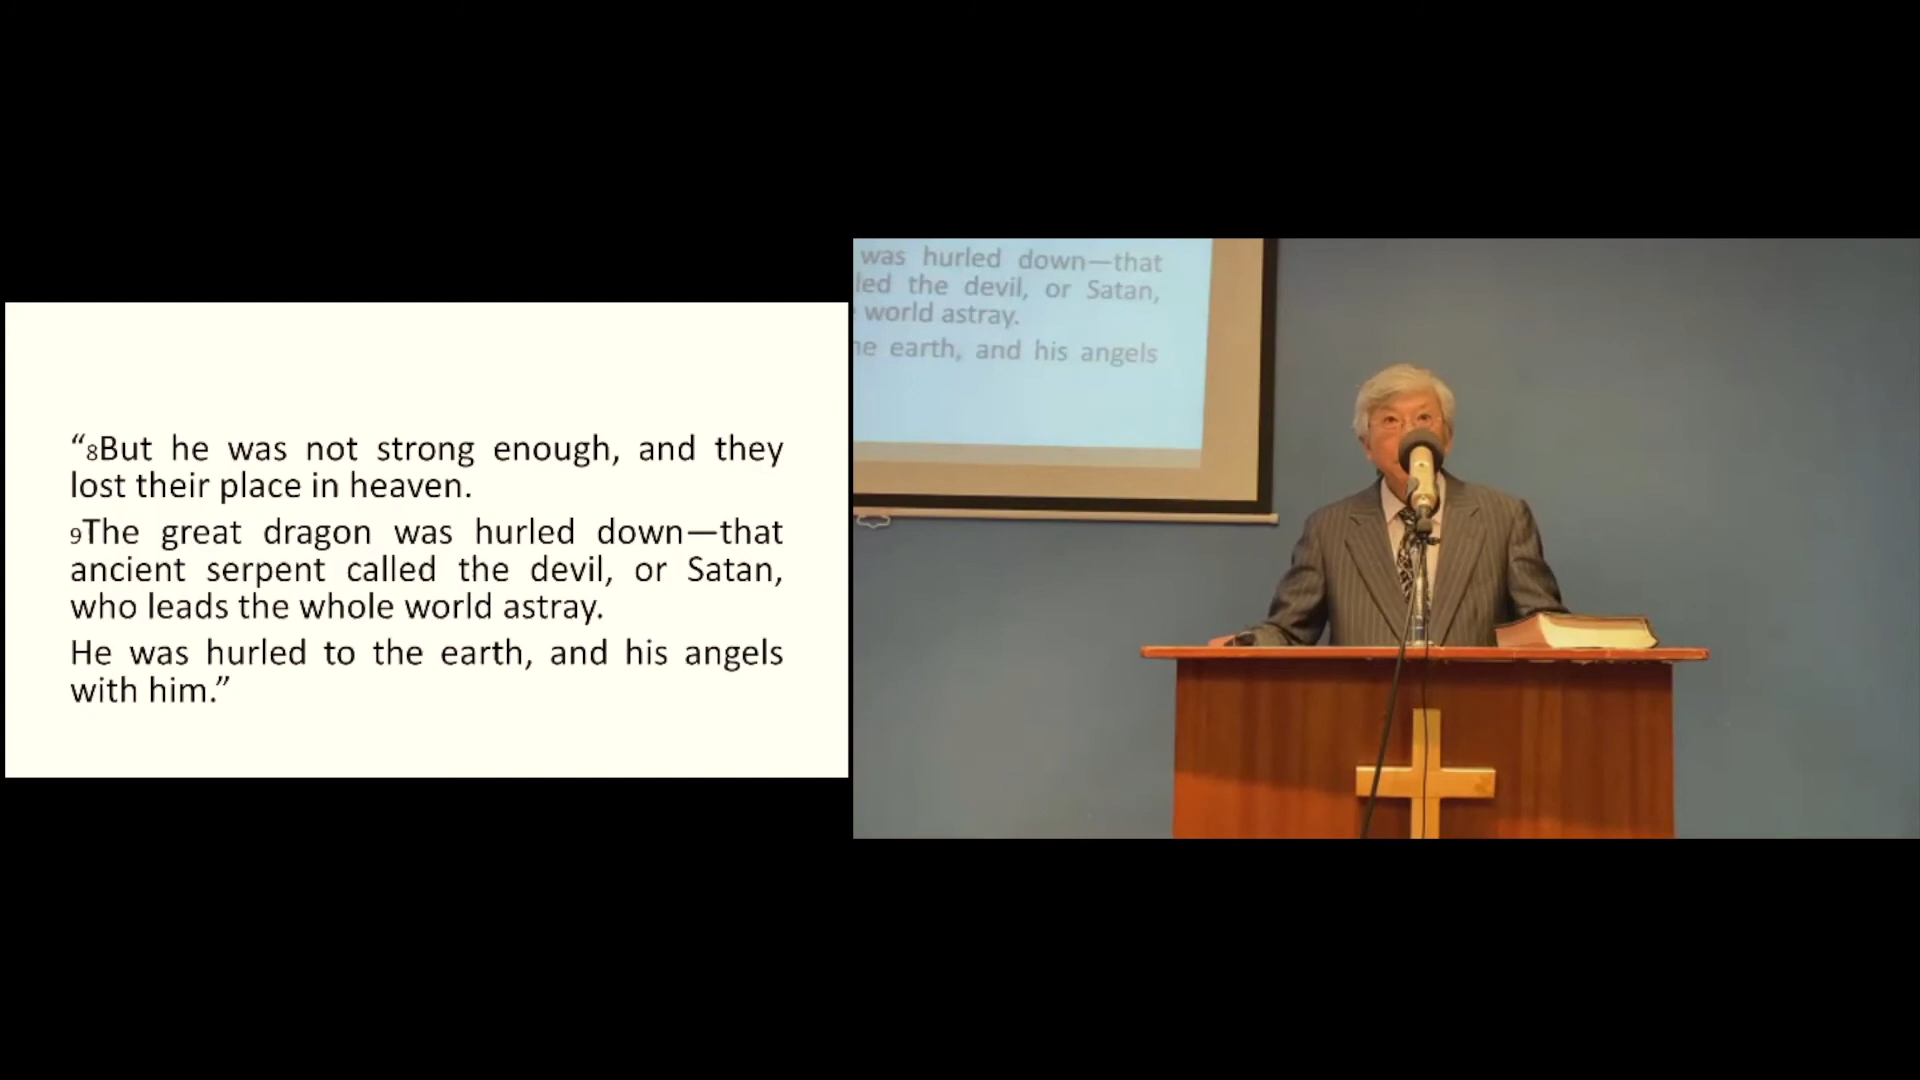 “8But he was not strong enough, and they
lost their place in heaven.
9The great dragon was hurled down—that
ancient serpent called the devil, or Satan,
who leads the whole world astray.
He was hurled to the earth, and his angels
with him.”
was hurled down—that
led the devil, or Satan,
world astray.
he earth, and his angels